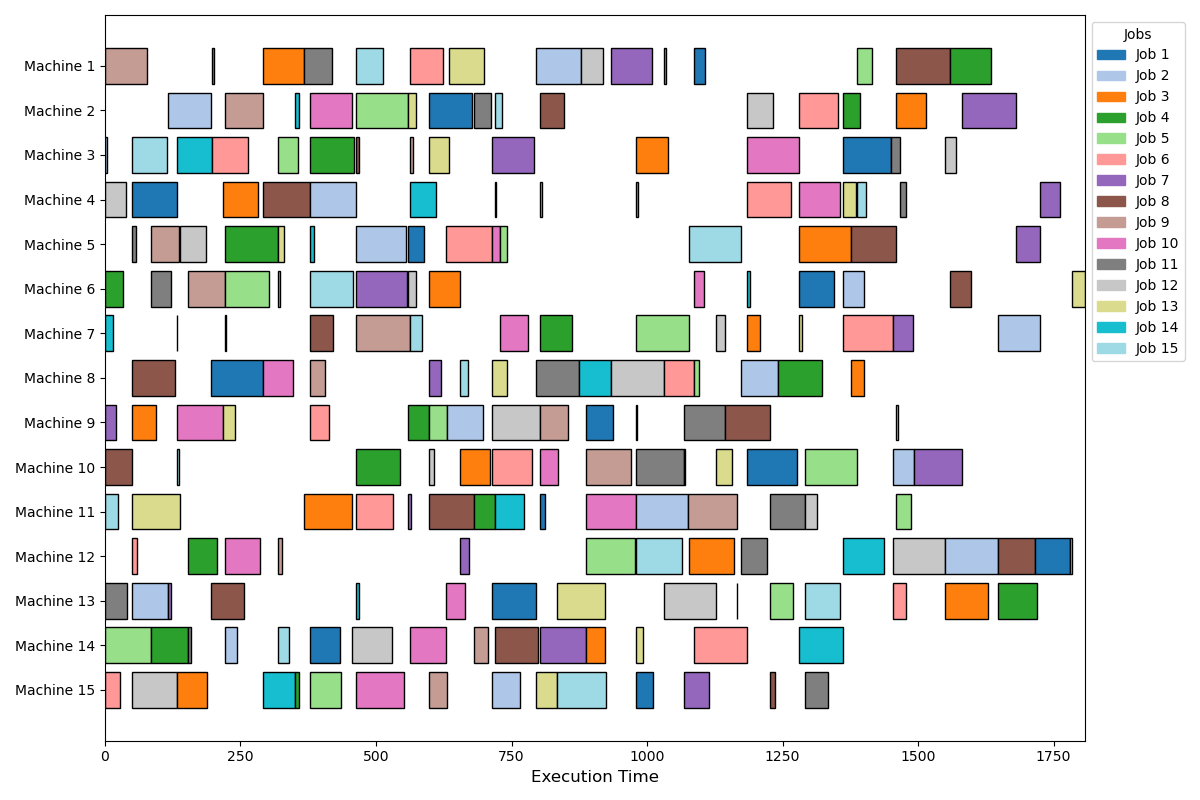 Machine 1
Machine 2
Machine 3
Machine 4
Machine 5
Machine 6
Machine 7
Machine 8
Machine 9
Machine 10
Machine 11
Machine 12
Machine 13
Machine 14
Machine 15
0 250 500 750 1000 1250 1500 1750
Execution Time
Jobs
Job 1
Job 2
Job 3
Job 4
Job 5
Job 6
Job 7
Job 8
Job 9
Job 10
Job 11
Job 12
Job 13
Job 14
Job 15